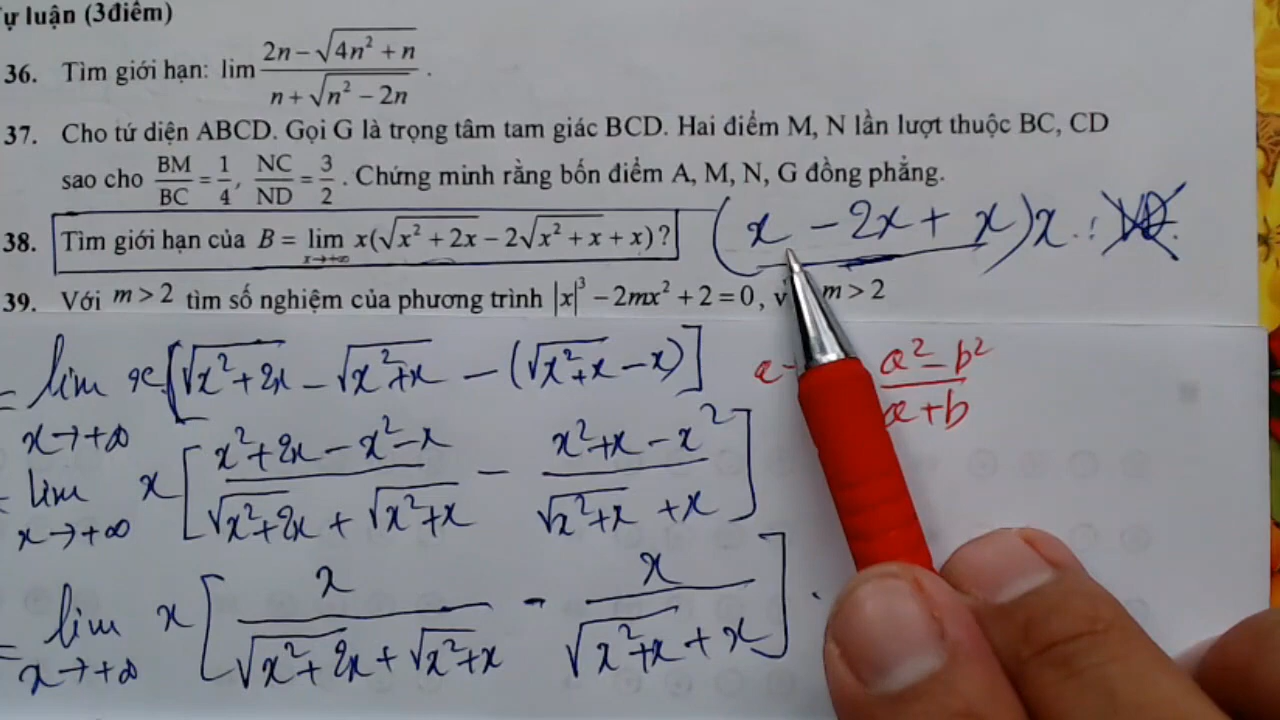 ự luận (3điểm)
36. Tìm giới hạn: lim (2n − √(4n² + n)) / (n + √(n² − 2n)) .
37. Cho tứ diện ABCD. Gọi G là trọng tâm tam giác BCD. Hai điểm M, N lần lượt thuộc BC, CD
sao cho BM/BC = 1/4, NC/ND = 3/2 . Chứng minh rằng bốn điểm A, M, N, G đồng phẳng.
38. Tìm giới hạn của B = lim x→+∞ x(√(x² + 2x) − 2√(x² + x) + x) ?
(x − 2x + x)x
39. Với m > 2 tìm số nghiệm của phương trình |x|³ − 2mx² + 2 = 0, v m > 2
= lim x→+∞ x[√(x²+2x) − √(x²+x) − (√(x²+x) − x)]
a − a² − b² / a + b
= lim x→+∞ x[(x²+2x − x² − x) / (√(x²+2x) + √(x²+x)) − (x²+x − x²) / (√(x²+x) + x)]
= lim x→+∞ x[x / (√(x²+2x) + √(x²+x)) − x / (√(x²+x) + x)] .